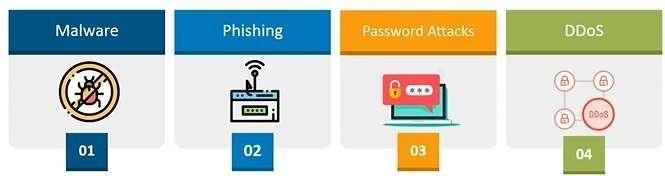 Malware
Phishing
Password Attacks
DDoS
***
DDoS
01
02
03
04